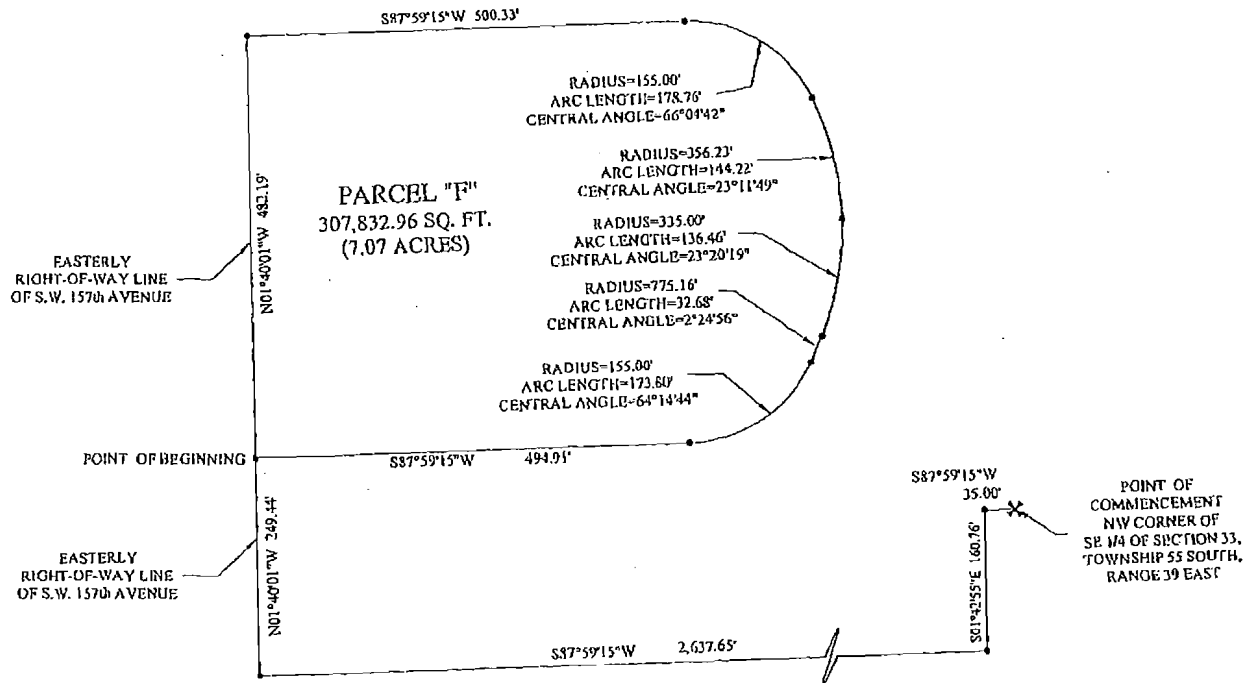 S87°59'15"W 500.33'
RADIUS=155.00'
ARC LENGTH=178.76'
CENTRAL ANGLE=66°04'42"
RADIUS=356.23'
ARC LENGTH=144.22'
CENTRAL ANGLE=23°11'49"
PARCEL "F"
307,832.96 SQ. FT.
(7.07 ACRES)
N01°40'01"W 482.19'
RADIUS=335.00'
ARC LENGTH=136.46'
CENTRAL ANGLE=23°20'19"
EASTERLY
RIGHT-OF-WAY LINE
OF S.W. 157th AVENUE
RADIUS=775.16'
ARC LENGTH=32.68'
CENTRAL ANGLE=2°24'56"
RADIUS=155.00'
ARC LENGTH=173.80'
CENTRAL ANGLE=64°14'44"
POINT OF BEGINNING
S87°59'15"W 494.91'
S87°59'15"W
35.00'
POINT OF
COMMENCEMENT
NW CORNER OF
SE 1/4 OF SECTION 33,
TOWNSHIP 55 SOUTH,
RANGE 39 EAST
N01°40'01"W 249.44'
EASTERLY
RIGHT-OF-WAY LINE
OF S.W. 157th AVENUE
S01°42'55"E 160.76'
S87°59'15"W 2,637.65'